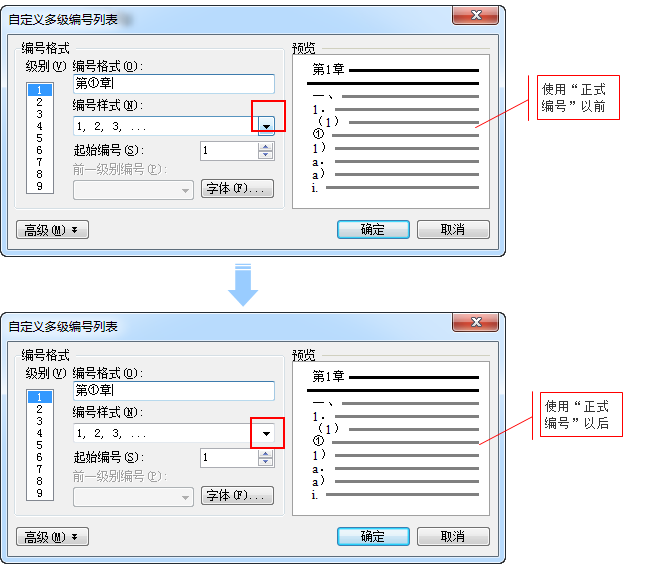 自定义多级编号列表
编号格式
预览
级别(V)
编号格式(O):
第①章
第1章
1
2
3
4
5
6
7
8
9
编号样式(N):
1, 2, 3, ...
起始编号(S):
1
前一级别编号(P):
字体(F)...
一、
1.
(1)
①
1)
a.
a)
i.
使用“正式
编号”以前
高级(M)
确定
取消
自定义多级编号列表
编号格式
预览
级别(V)
编号格式(O):
第①章
第1章
1
2
3
4
5
6
7
8
9
编号样式(N):
1, 2, 3, ...
起始编号(S):
1
前一级别编号(P):
字体(F)...
一、
1.
(1)
①
1)
a.
a)
i.
使用“正式
编号”以后
高级(M)
确定
取消